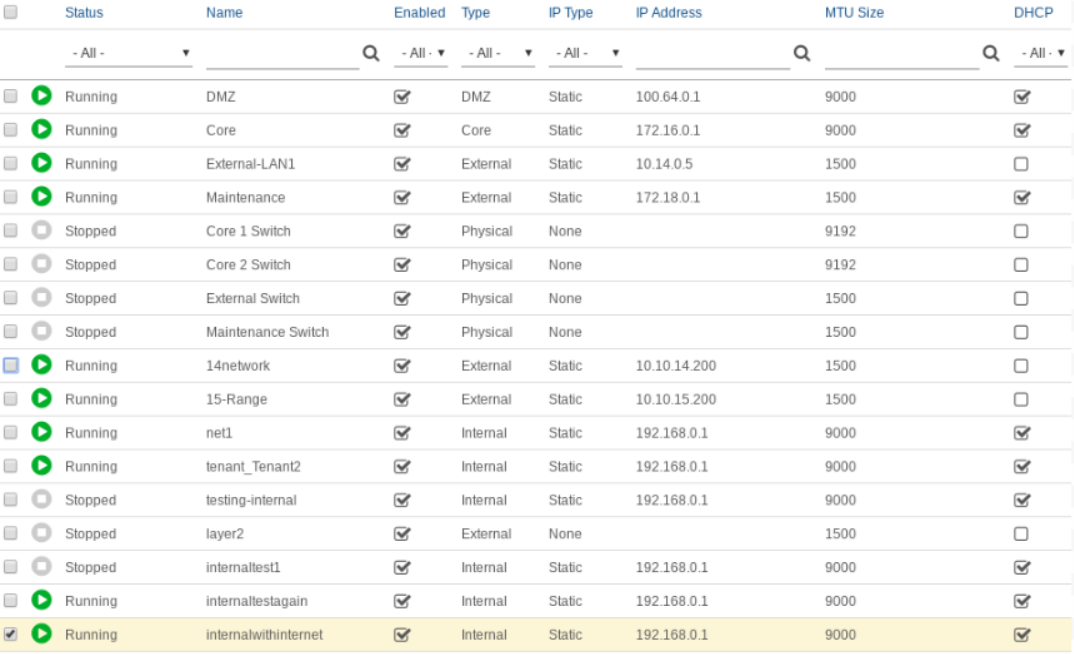 Status Name Enabled Type IP Type IP Address MTU Size DHCP
- All - - All - - All - - All - - All -
Running DMZ DMZ Static 100.64.0.1 9000
Running Core Core Static 172.16.0.1 9000
Running External-LAN1 External Static 10.14.0.5 1500
Running Maintenance External Static 172.18.0.1 1500
Stopped Core 1 Switch Physical None 9192
Stopped Core 2 Switch Physical None 9192
Stopped External Switch Physical None 1500
Stopped Maintenance Switch Physical None 1500
Running 14network External Static 10.10.14.200 1500
Running 15-Range External Static 10.10.15.200 1500
Running net1 Internal Static 192.168.0.1 9000
Running tenant_Tenant2 Internal Static 192.168.0.1 9000
Stopped testing-internal Internal Static 192.168.0.1 9000
Stopped layer2 External None 1500
Stopped internaltest1 Internal Static 192.168.0.1 9000
Running internaltestagain Internal Static 192.168.0.1 9000
Running internalwithinternet Internal Static 192.168.0.1 9000